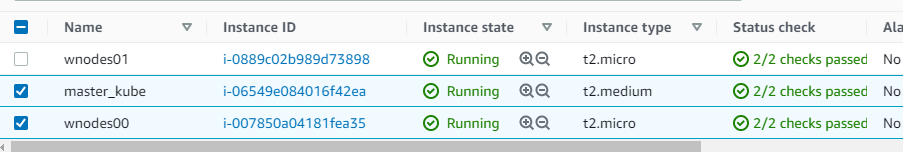 Name Instance ID Instance state Instance type Status check Ala
wnodes01 i-0889c02b989d73898 Running t2.micro 2/2 checks passed No
master_kube i-06549e084016f42ea Running t2.medium 2/2 checks passed No
wnodes00 i-007850a04181fea35 Running t2.micro 2/2 checks passed No